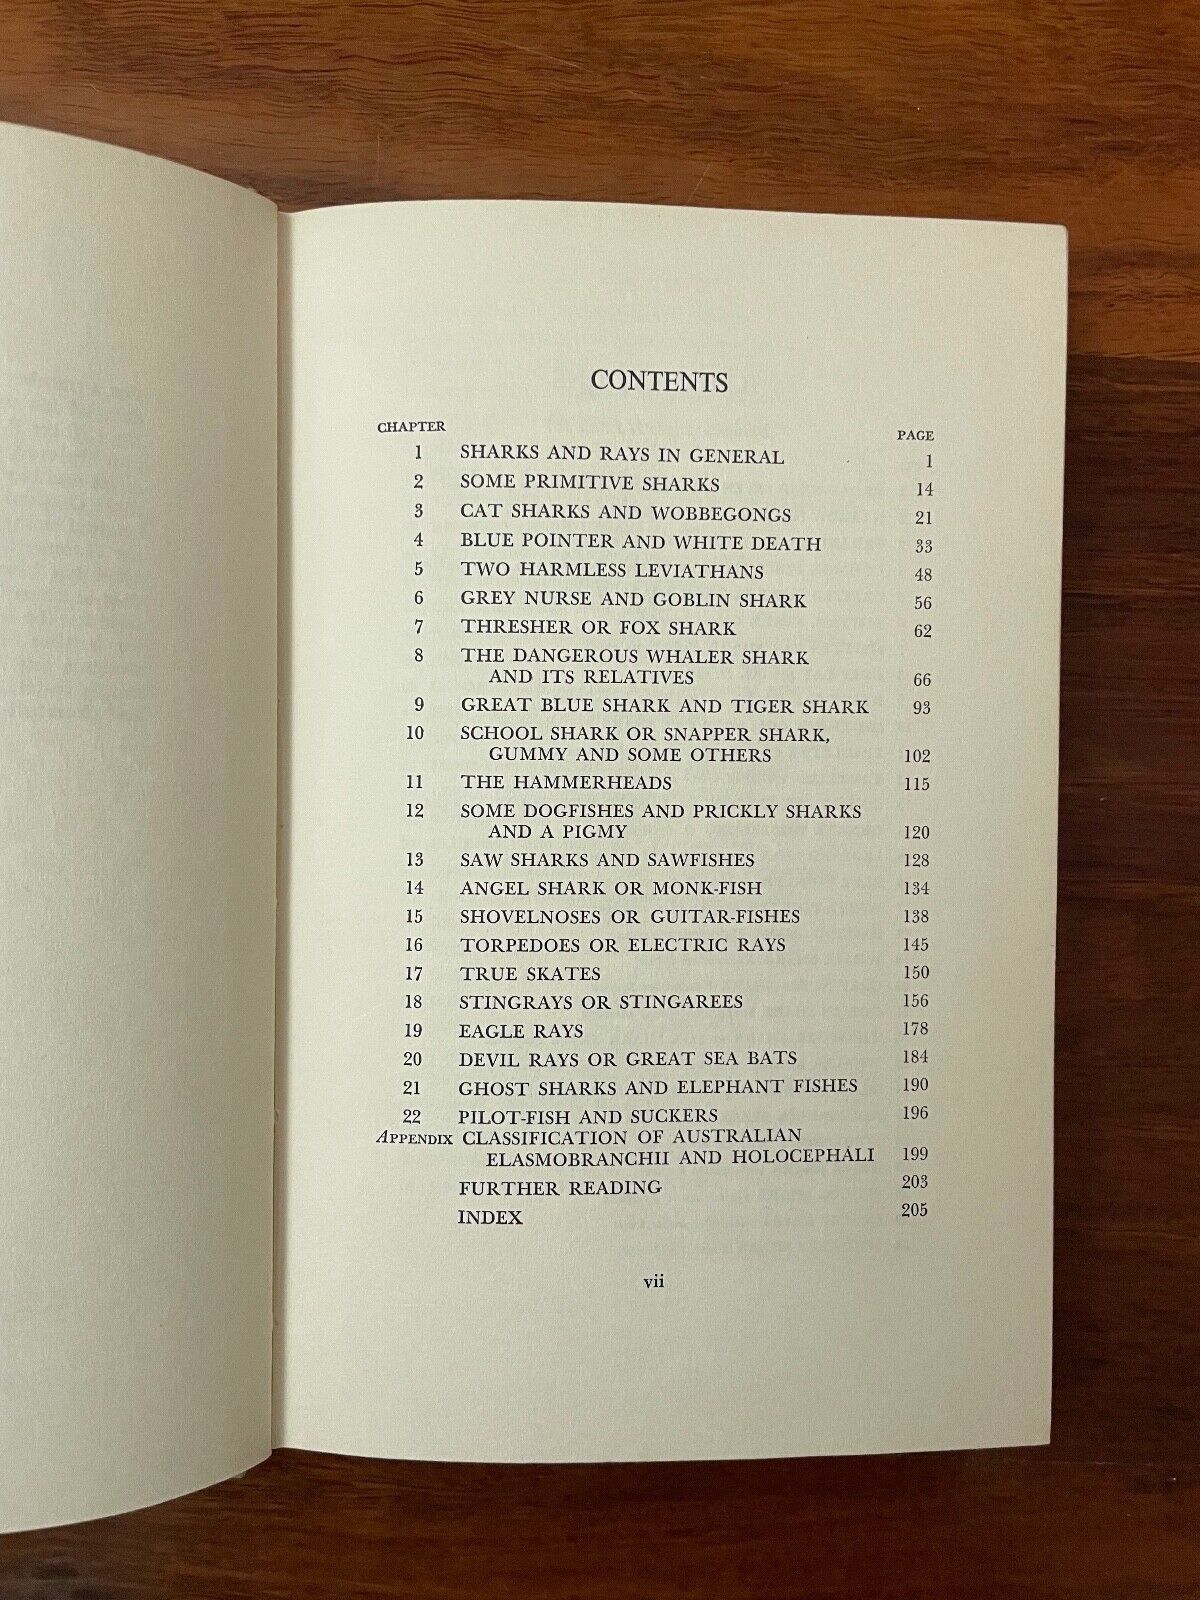 CONTENTS
CHAPTER PAGE
1 SHARKS AND RAYS IN GENERAL 1
2 SOME PRIMITIVE SHARKS 14
3 CAT SHARKS AND WOBBEGONGS 21
4 BLUE POINTER AND WHITE DEATH 33
5 TWO HARMLESS LEVIATHANS 48
6 GREY NURSE AND GOBLIN SHARK 56
7 THRESHER OR FOX SHARK 62
8 THE DANGEROUS WHALER SHARK
AND ITS RELATIVES 66
9 GREAT BLUE SHARK AND TIGER SHARK 93
10 SCHOOL SHARK OR SNAPPER SHARK,
GUMMY AND SOME OTHERS 102
11 THE HAMMERHEADS 115
12 SOME DOGFISHES AND PRICKLY SHARKS
AND A PIGMY 120
13 SAW SHARKS AND SAWFISHES 128
14 ANGEL SHARK OR MONK-FISH 134
15 SHOVELNOSES OR GUITAR-FISHES 138
16 TORPEDOES OR ELECTRIC RAYS 145
17 TRUE SKATES 150
18 STINGRAYS OR STINGAREES 156
19 EAGLE RAYS 178
20 DEVIL RAYS OR GREAT SEA BATS 184
21 GHOST SHARKS AND ELEPHANT FISHES 190
22 PILOT-FISH AND SUCKERS 196
APPENDIX CLASSIFICATION OF AUSTRALIAN
ELASMOBRANCHII AND HOLOCEPHALI 199
FURTHER READING 203
INDEX 205
vii